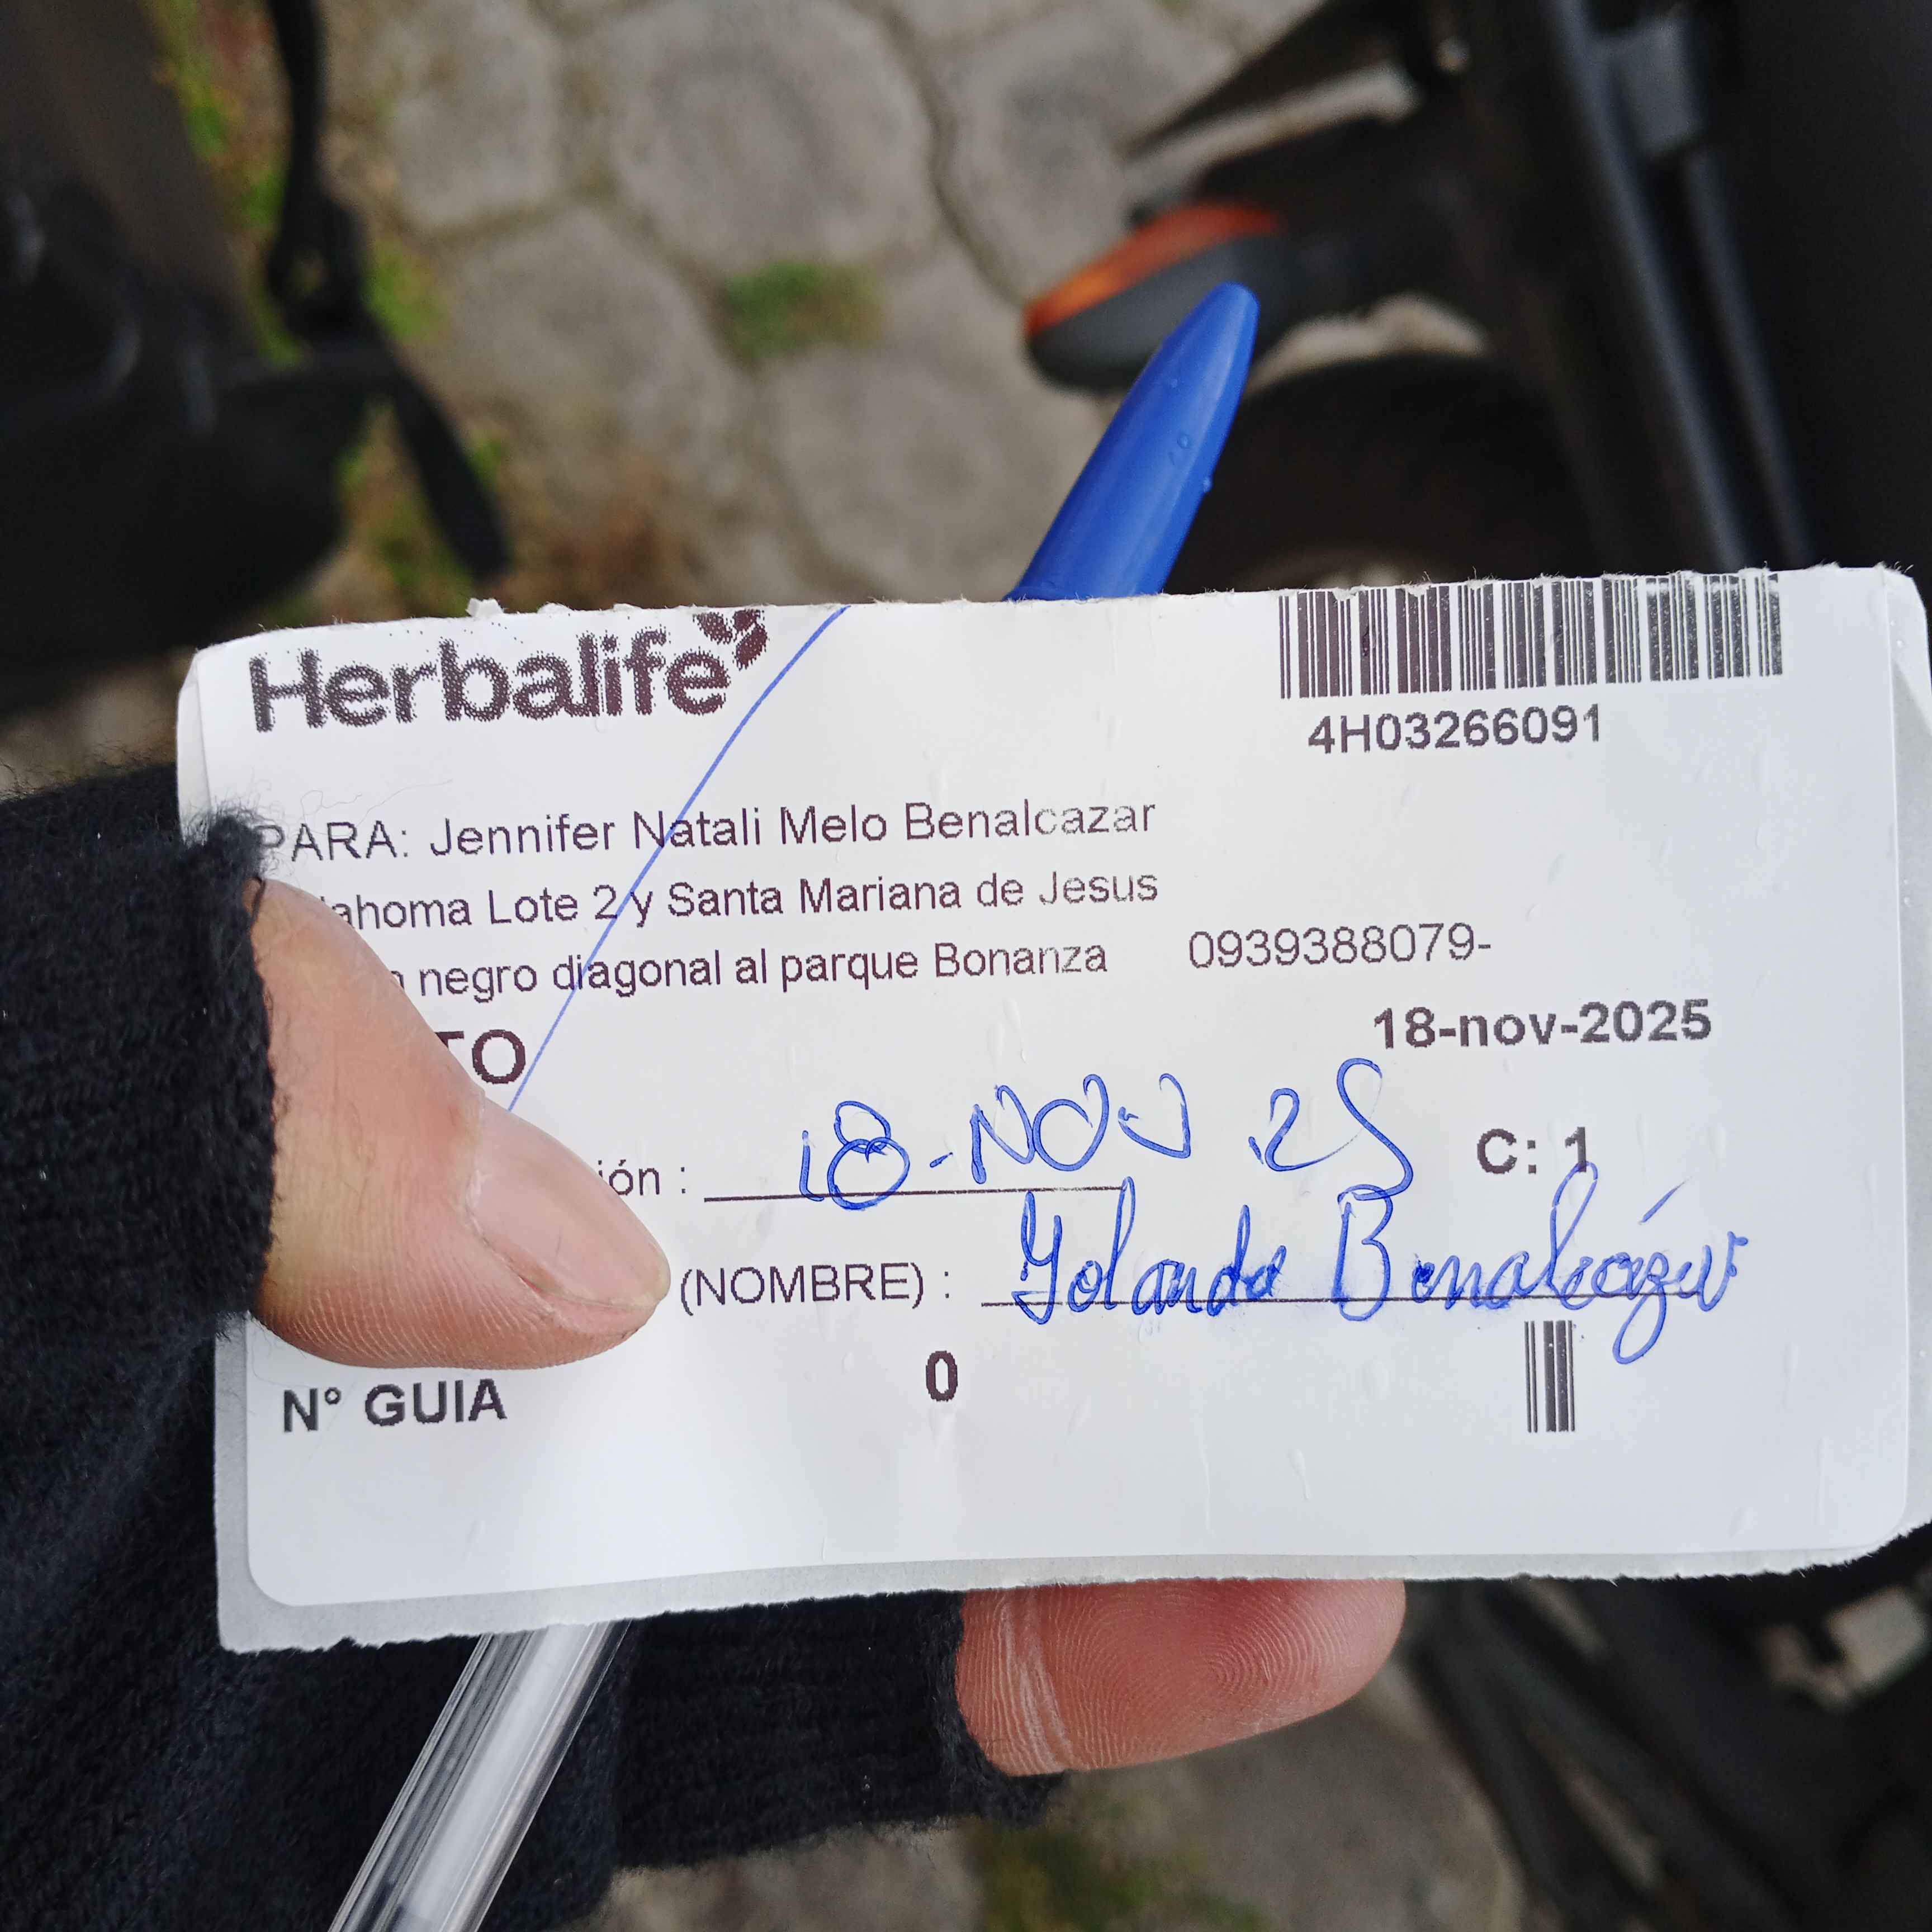 Herbalife
4H03266091
PARA: Jennifer Natali Melo Benalcazar
ahoma Lote 2 y Santa Mariana de Jesus
negro diagonal al parque Bonanza 0939388079-
TO 18-nov-2025
ión : 18-NOV 25 C: 1
(NOMBRE) : Yolanda Benalcázar
N° GUIA 0